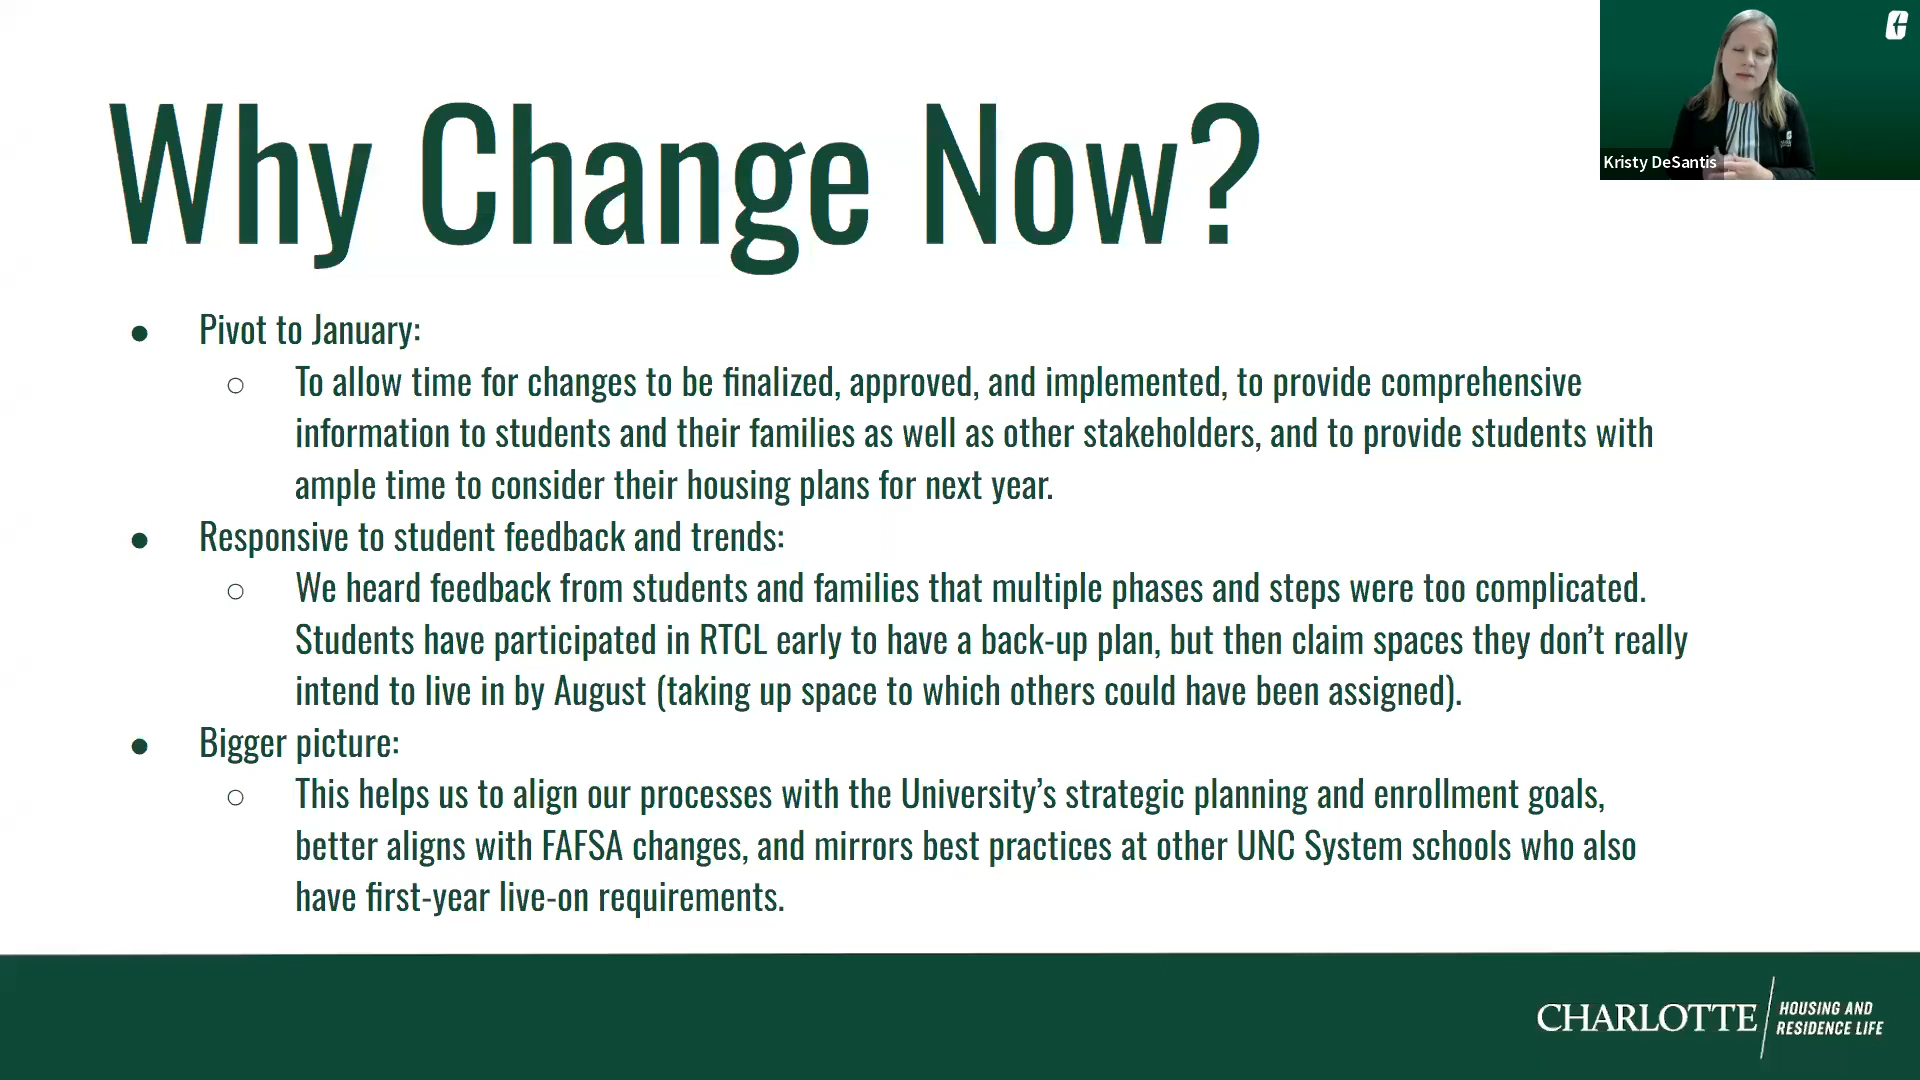 Why Change Now?
Kristy DeSantis
● Pivot to January:
○ To allow time for changes to be finalized, approved, and implemented, to provide comprehensive
information to students and their families as well as other stakeholders, and to provide students with
ample time to consider their housing plans for next year.
● Responsive to student feedback and trends:
○ We heard feedback from students and families that multiple phases and steps were too complicated.
Students have participated in RTCL early to have a back-up plan, but then claim spaces they don’t really
intend to live in by August (taking up space to which others could have been assigned).
● Bigger picture:
○ This helps us to align our processes with the University’s strategic planning and enrollment goals,
better aligns with FAFSA changes, and mirrors best practices at other UNC System schools who also
have first-year live-on requirements.
CHARLOTTE
HOUSING AND
RESIDENCE LIFE